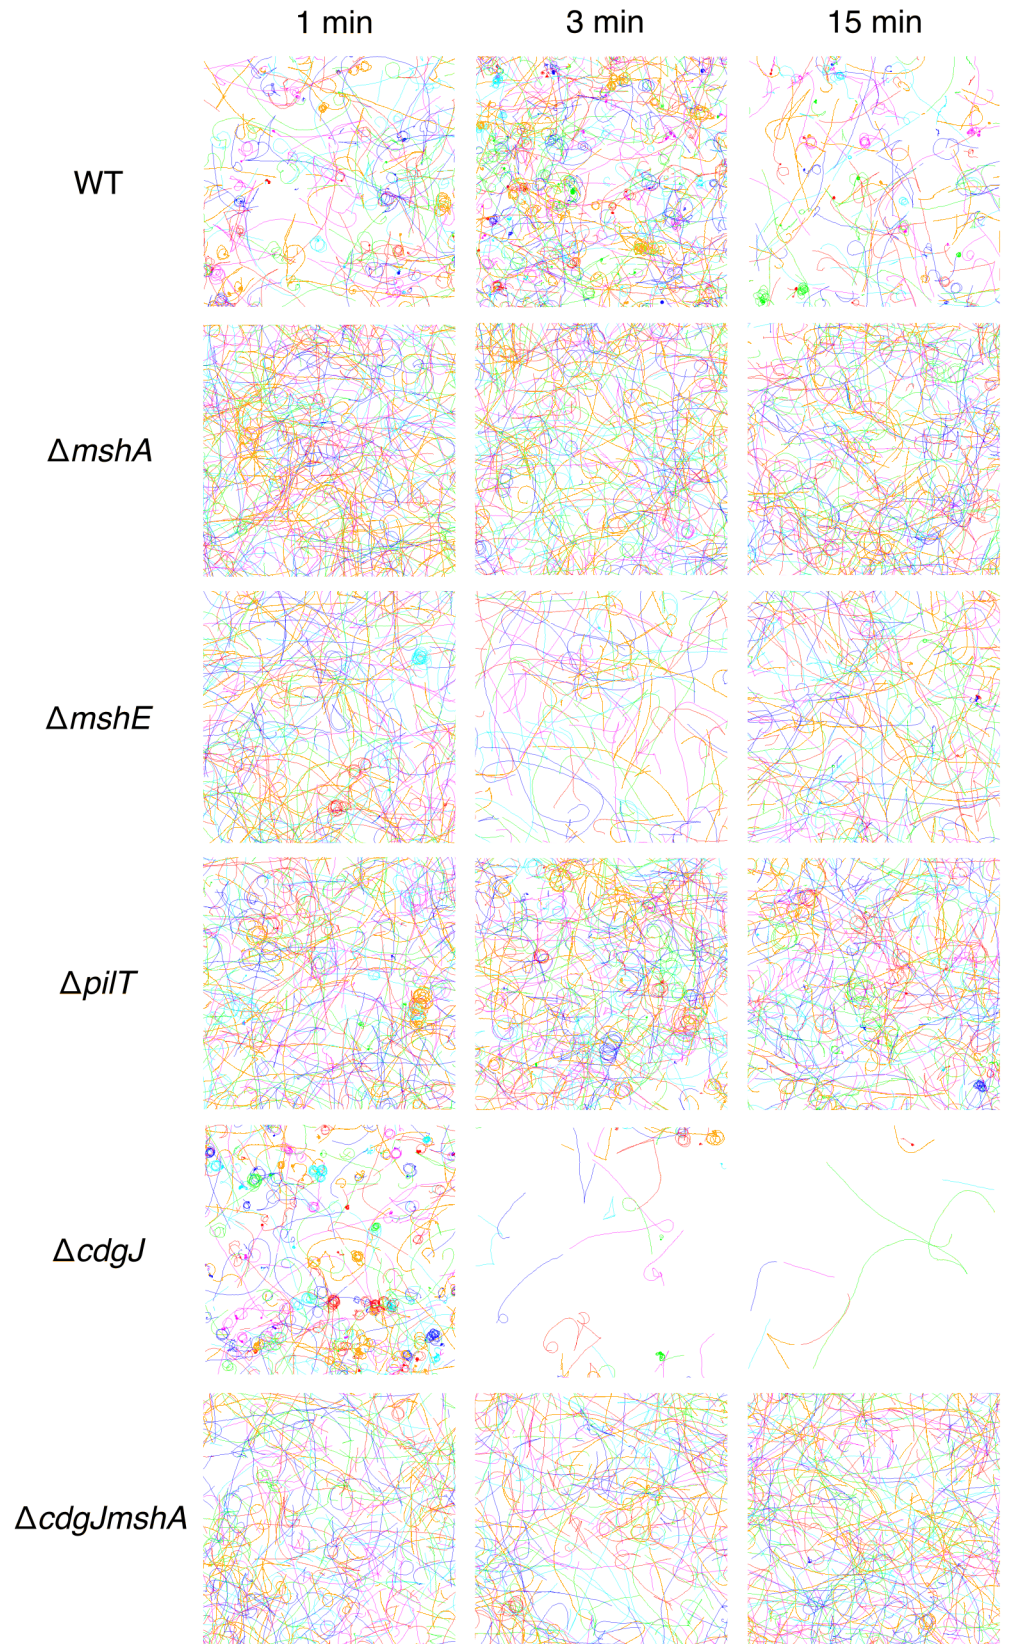 1 min 3 min 15 min
WT
ΔmshA
ΔmshE
ΔpilT
ΔcdgJ
ΔcdgJmshA